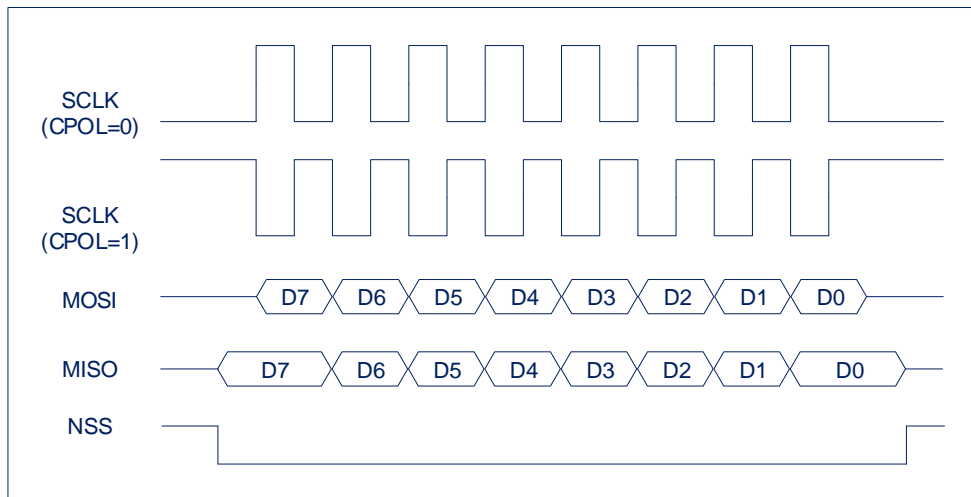 SCLK
(CPOL=0)
SCLK
(CPOL=1)
MOSI D7 D6 D5 D4 D3 D2 D1 D0
MISO D7 D6 D5 D4 D3 D2 D1 D0
NSS